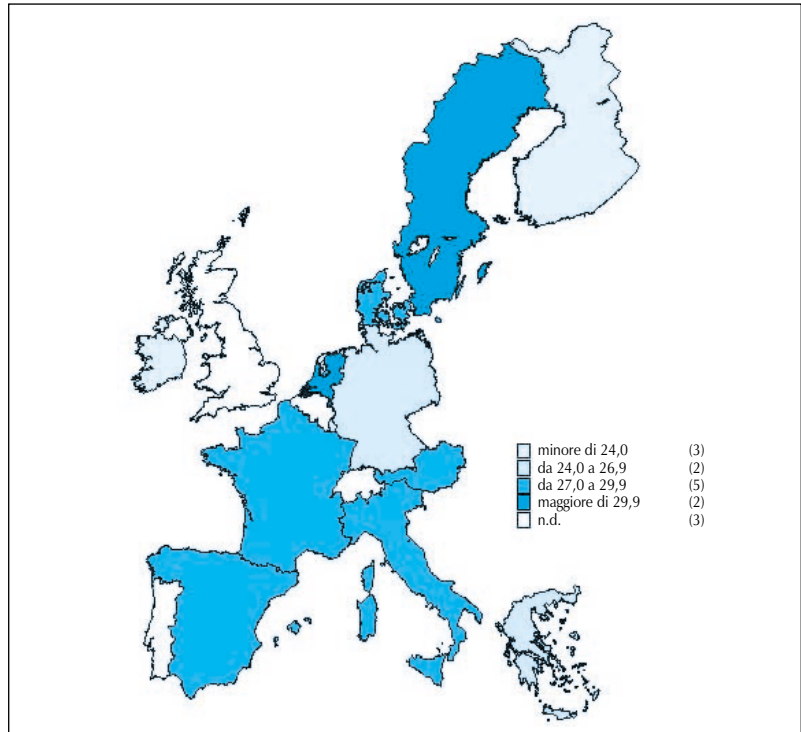 minore di 24,0 (3)
da 24,0 a 26,9 (2)
da 27,0 a 29,9 (5)
maggiore di 29,9 (2)
n.d. (3)